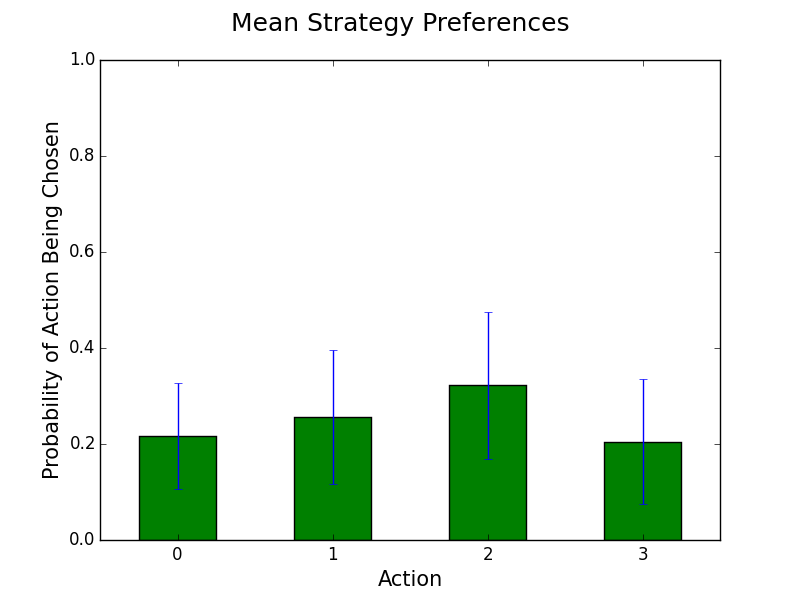 Mean Strategy Preferences
Probability of Action Being Chosen
1.0
0.8
0.6
0.4
0.2
0.0
0 1 2 3
Action